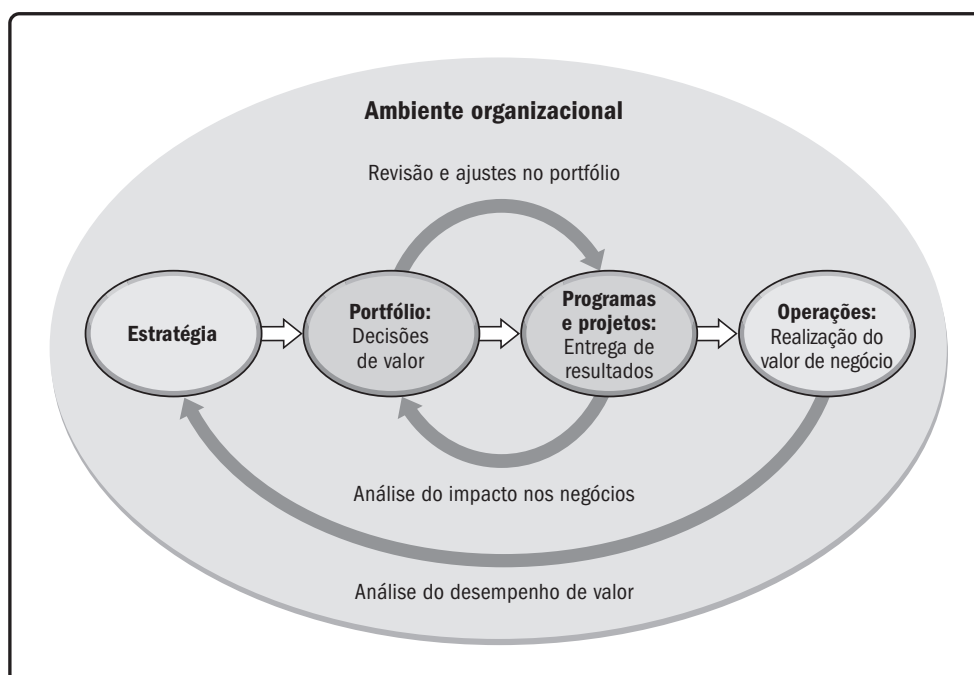 Ambiente organizacional
Revisão e ajustes no portfólio
Estratégia
Portfólio:
Decisões
de valor
Programas
e projetos:
Entrega de
resultados
Operações:
Realização do
valor de negócio
Análise do impacto nos negócios
Análise do desempenho de valor